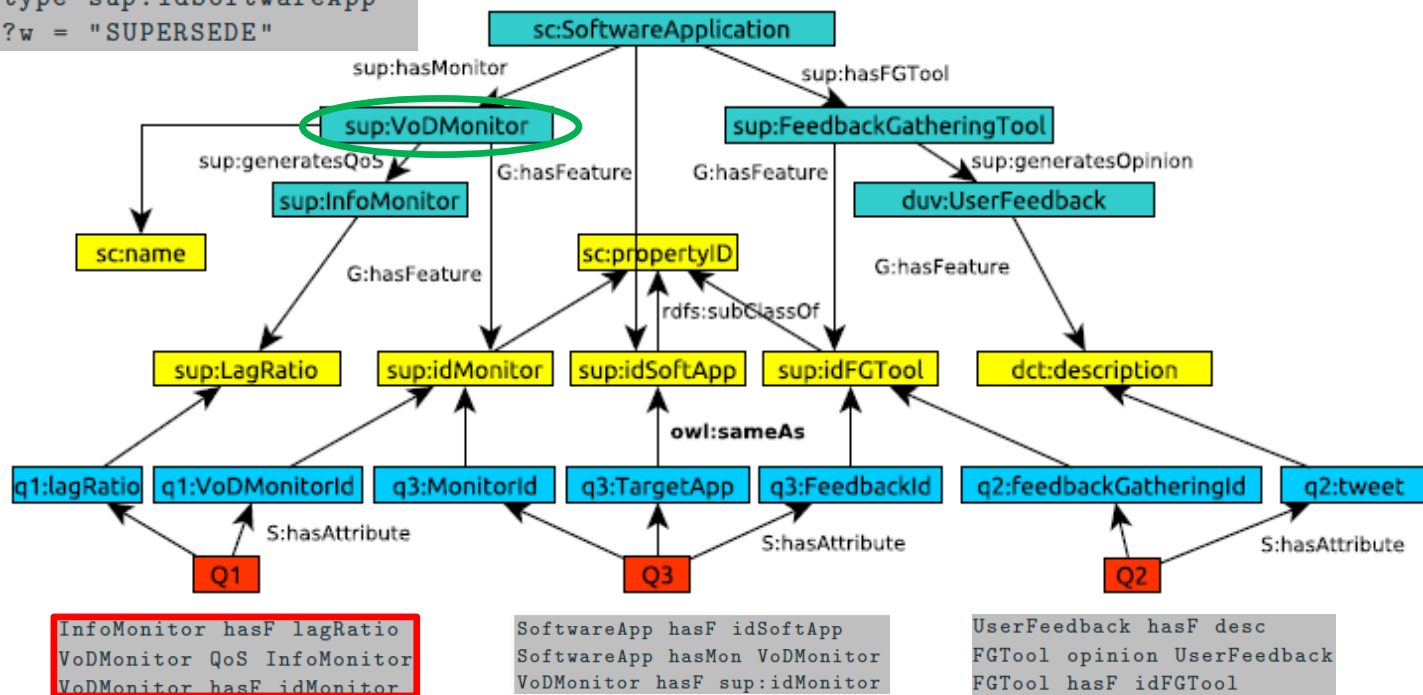 type sup:idSoftwareApp
?w = "SUPERSEDE"
sc:SoftwareApplication
sup:hasMonitor
sup:hasFGTool
sup:VoDMonitor
sup:FeedbackGatheringTool
sup:generatesQoS
G:hasFeature
G:hasFeature
sup:generatesOpinion
sup:InfoMonitor
duv:UserFeedback
sc:name
sc:propertyID
G:hasFeature
G:hasFeature
rdfs:subClassOf
sup:LagRatio
sup:idMonitor
sup:idSoftApp
sup:idFGTool
dct:description
owl:sameAs
q1:lagRatio
q1:VoDMonitorId
q3:MonitorId
q3:TargetApp
q3:FeedbackId
q2:feedbackGatheringId
q2:tweet
S:hasAttribute
S:hasAttribute
S:hasAttribute
Q1
Q3
Q2
InfoMonitor hasF lagRatio
VoDMonitor QoS InfoMonitor
VoDMonitor hasF idMonitor
SoftwareApp hasF idSoftApp
SoftwareApp hasMon VoDMonitor
VoDMonitor hasF sup:idMonitor
UserFeedback hasF desc
FGTool opinion UserFeedback
FGTool hasF idFGTool